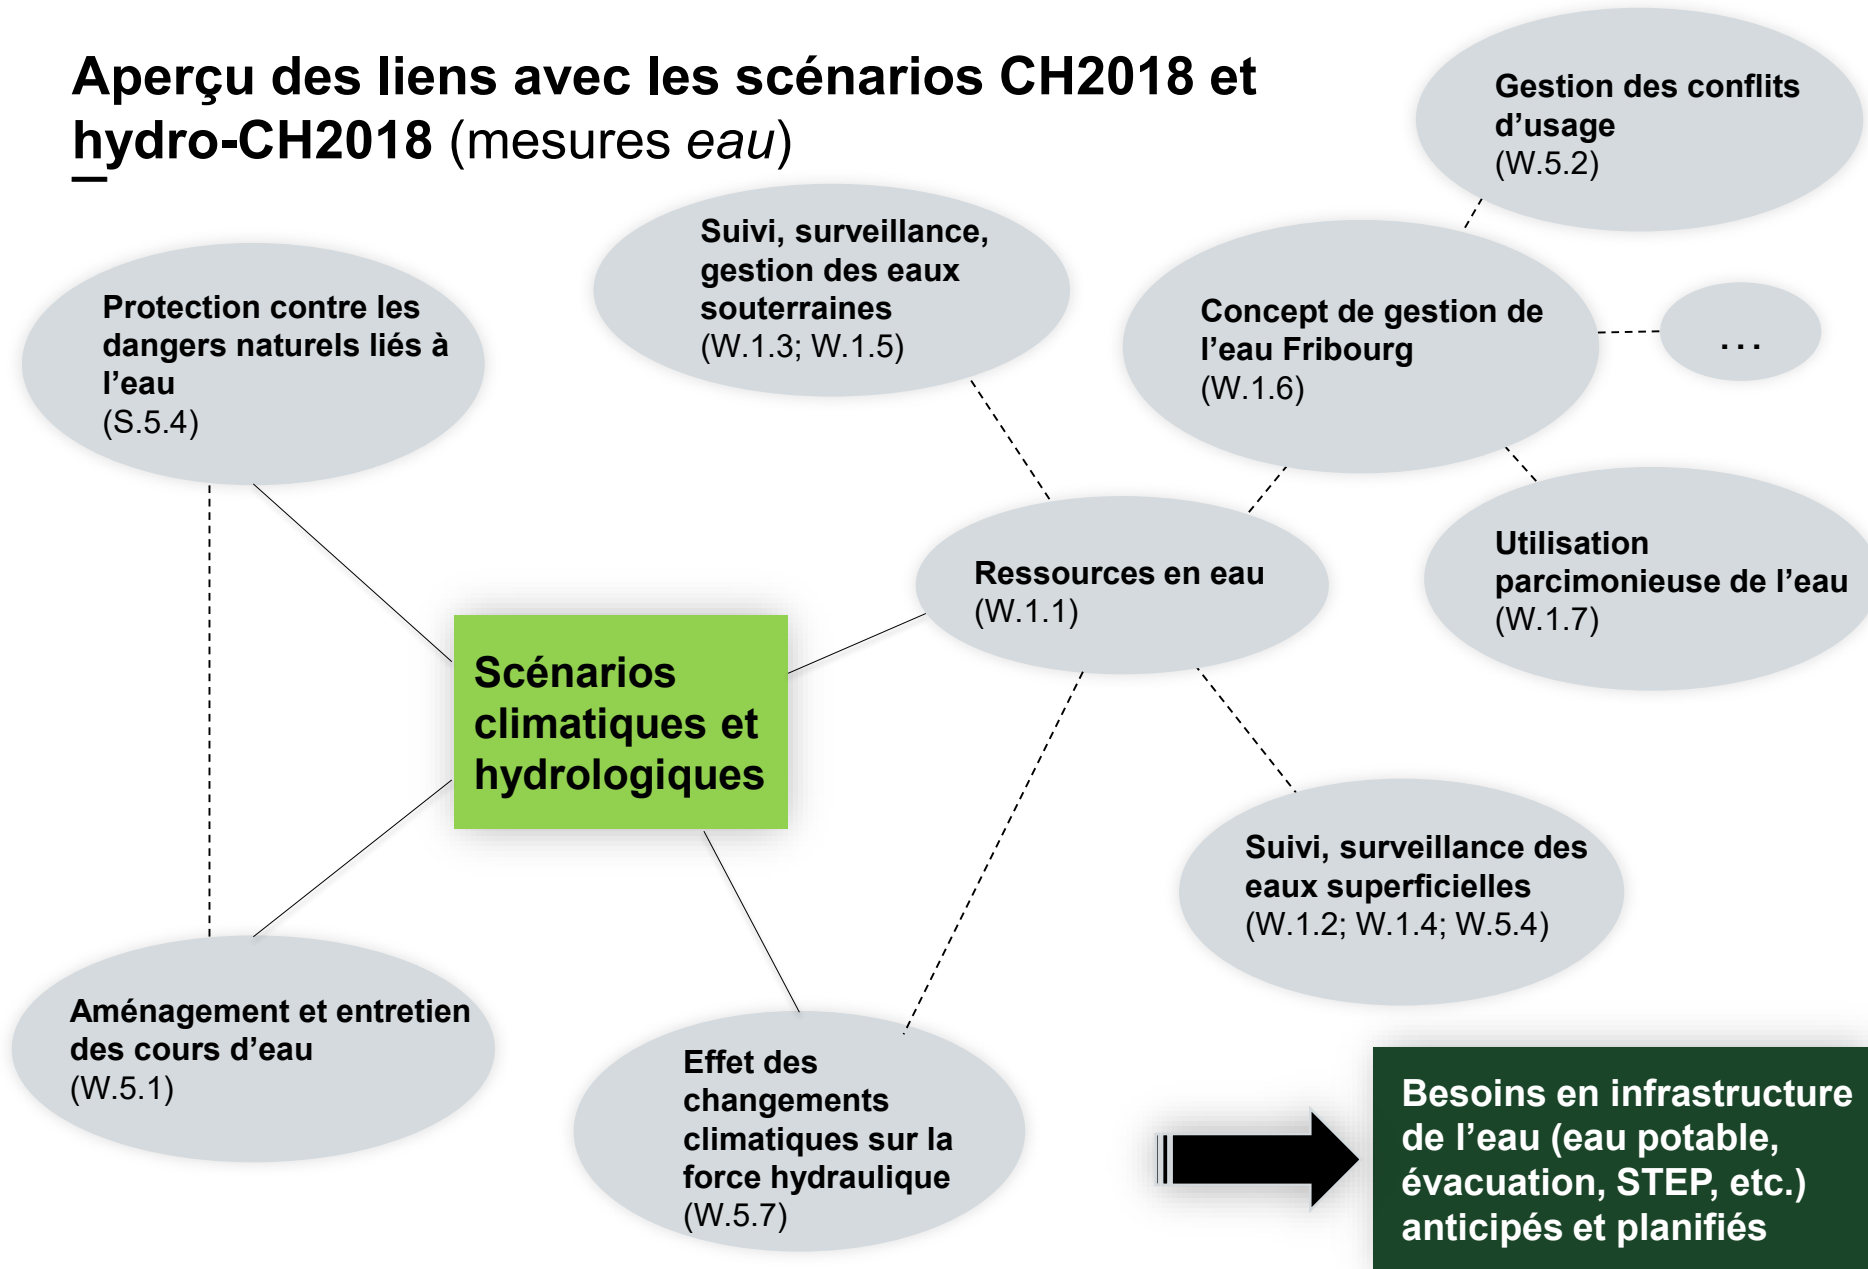 Aperçu des liens avec les scénarios CH2018 et
hydro-CH2018 (mesures eau)
Gestion des conflits
d’usage
(W.5.2)
Suivi, surveillance,
gestion des eaux
souterraines
(W.1.3; W.1.5)
Protection contre les
dangers naturels liés à
l’eau
(S.5.4)
Concept de gestion de
l’eau Fribourg
(W.1.6)
...
Ressources en eau
(W.1.1)
Utilisation
parcimonieuse de l’eau
(W.1.7)
Scénarios
climatiques et
hydrologiques
Suivi, surveillance des
eaux superficielles
(W.1.2; W.1.4; W.5.4)
Aménagement et entretien
des cours d’eau
(W.5.1)
Effet des
changements
climatiques sur la
force hydraulique
(W.5.7)
Besoins en infrastructure
de l’eau (eau potable,
évacuation, STEP, etc.)
anticipés et planifiés